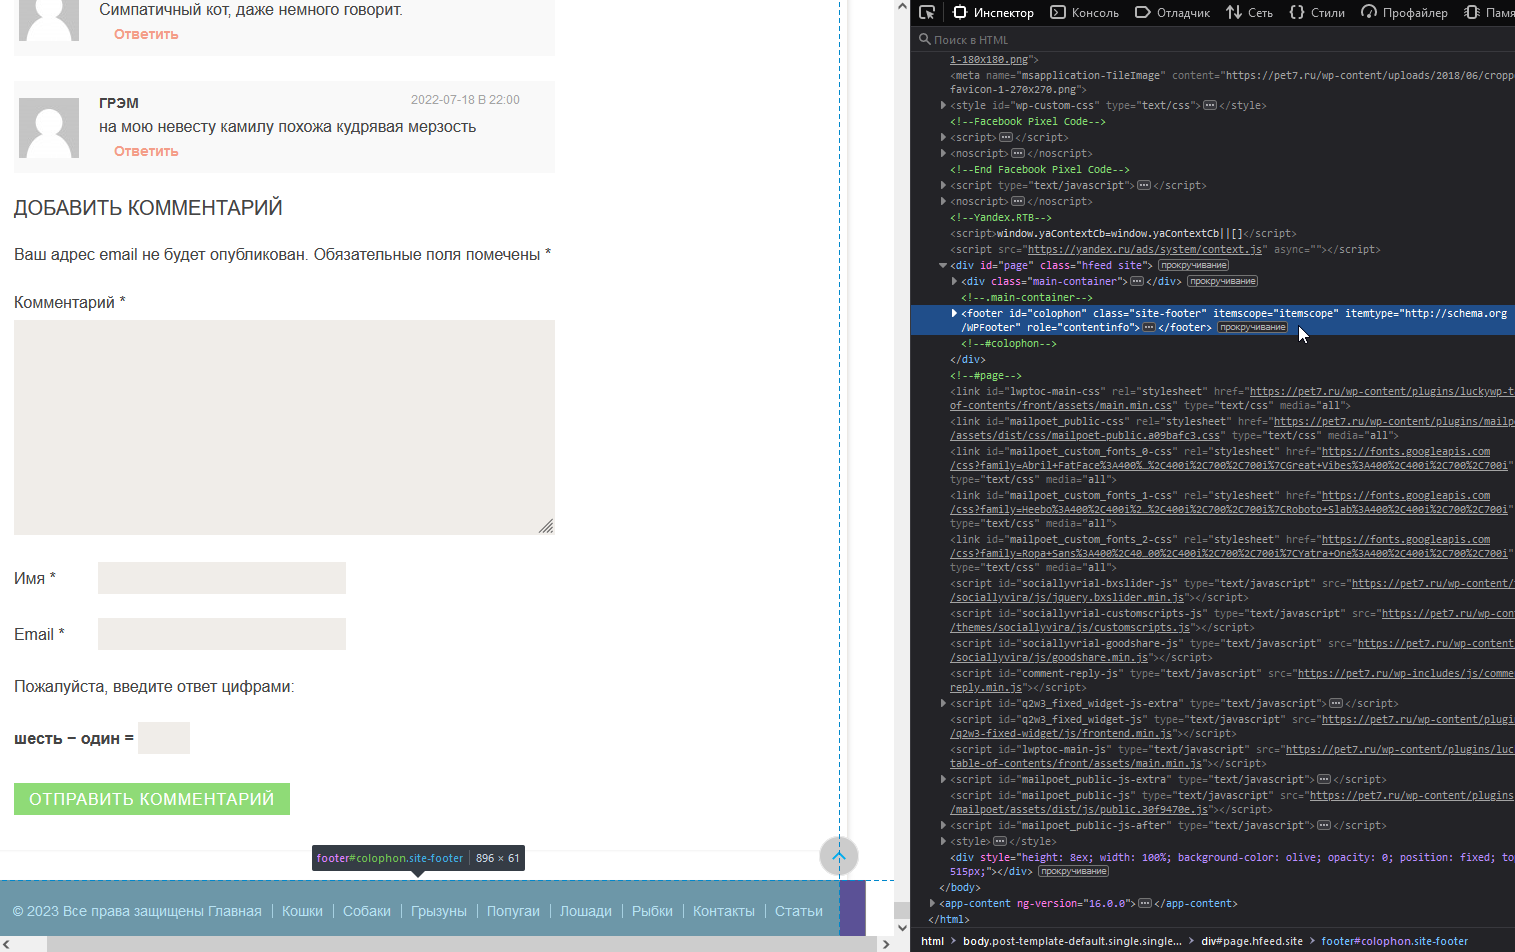 Симпатичный кот, даже немного говорит.
Ответить
ГРЭМ
2022-07-18 В 22:00
на мою невесту камилу похожа кудрявая мерзость
Ответить
ДОБАВИТЬ КОММЕНТАРИЙ
Ваш адрес email не будет опубликован. Обязательные поля помечены *
Комментарий *
Имя *
Email *
Пожалуйста, введите ответ цифрами:
шесть − один =
ОТПРАВИТЬ КОММЕНТАРИЙ
footer#colophon.site-footer 896 × 61
© 2023 Все права защищены Главная Кошки Собаки Грызуны Попугаи Лошади Рыбки Контакты Статьи
Инспектор Консоль Отладчик Сеть Стили Профайлер Памя
Поиск в HTML
1-180x180.png">
<meta name="msapplication-TileImage" content="https://pet7.ru/wp-content/uploads/2018/06/cropp
favicon-1-270x270.png">
<style id="wp-custom-css" type="text/css"></style>
<!--Facebook Pixel Code-->
<script></script>
<noscript></noscript>
<!--End Facebook Pixel Code-->
<script type="text/javascript"></script>
<noscript></noscript>
<!--Yandex.RTB-->
<script>window.yaContextCb=window.yaContextCb||[]</script>
<script src="https://yandex.ru/ads/system/context.js" async=""></script>
<div id="page" class="hfeed site"> прокручивание
<div class="main-container"></div> прокручивание
<!--.main-container-->
<footer id="colophon" class="site-footer" itemscope="itemscope" itemtype="http://schema.org
/WPFooter" role="contentinfo"></footer> прокручивание
<!--#colophon-->
</div>
<!--#page-->
<link id="lwptoc-main-css" rel="stylesheet" href="https://pet7.ru/wp-content/plugins/luckywp-t
of-contents/front/assets/main.min.css" type="text/css" media="all">
<link id="mailpoet_public-css" rel="stylesheet" href="https://pet7.ru/wp-content/plugins/mailp
/assets/dist/css/mailpoet-public.a09bafc3.css" type="text/css" media="all">
<link id="mailpoet_custom_fonts_0-css" rel="stylesheet" href="https://fonts.googleapis.com
/css?family=Abril+FatFace%3A400%…%2C400i%2C700%2C700i%7CGreat+Vibes%3A400%2C400i%2C700%2C700i"
type="text/css" media="all">
<link id="mailpoet_custom_fonts_1-css" rel="stylesheet" href="https://fonts.googleapis.com
/css?family=Heebo%3A400%2C400i%2…%2C400i%2C700%2C700i%7CRoboto+Slab%3A400%2C400i%2C700%2C700i"
type="text/css" media="all">
<link id="mailpoet_custom_fonts_2-css" rel="stylesheet" href="https://fonts.googleapis.com
/css?family=Ropa+Sans%3A400%2C40…00%2C400i%2C700%2C700i%7CYatra+One%3A400%2C400i%2C700%2C700i"
type="text/css" media="all">
<script id="sociallyvrial-bxslider-js" type="text/javascript" src="https://pet7.ru/wp-content/
/sociallyvira/js/jquery.bxslider.min.js"></script>
<script id="sociallyvrial-customscripts-js" type="text/javascript" src="https://pet7.ru/wp-con
/themes/sociallyvira/js/customscripts.js"></script>
<script id="sociallyvrial-goodshare-js" type="text/javascript" src="https://pet7.ru/wp-content
/sociallyvira/js/goodshare.min.js"></script>
<script id="comment-reply-js" type="text/javascript" src="https://pet7.ru/wp-includes/js/comme
reply.min.js"></script>
<script id="q2w3_fixed_widget-js-extra" type="text/javascript"></script>
<script id="q2w3_fixed_widget-js" type="text/javascript" src="https://pet7.ru/wp-content/plugin
/q2w3-fixed-widget/js/frontend.min.js"></script>
<script id="lwptoc-main-js" type="text/javascript" src="https://pet7.ru/wp-content/plugins/luc
table-of-contents/front/assets/main.min.js"></script>
<script id="mailpoet_public-js-extra" type="text/javascript"></script>
<script id="mailpoet_public-js" type="text/javascript" src="https://pet7.ru/wp-content/plugins
/mailpoet/assets/dist/js/public.30f9470e.js"></script>
<script id="mailpoet_public-js-after" type="text/javascript"></script>
<style></style>
<div style="height: 8ex; width: 100%; background-color: olive; opacity: 0; position: fixed; to
515px;"></div> прокручивание
</body>
<app-content ng-version="16.0.0"></app-content>
</html>
html body.post-template-default.single.single… div#page.hfeed.site footer#colophon.site-footer